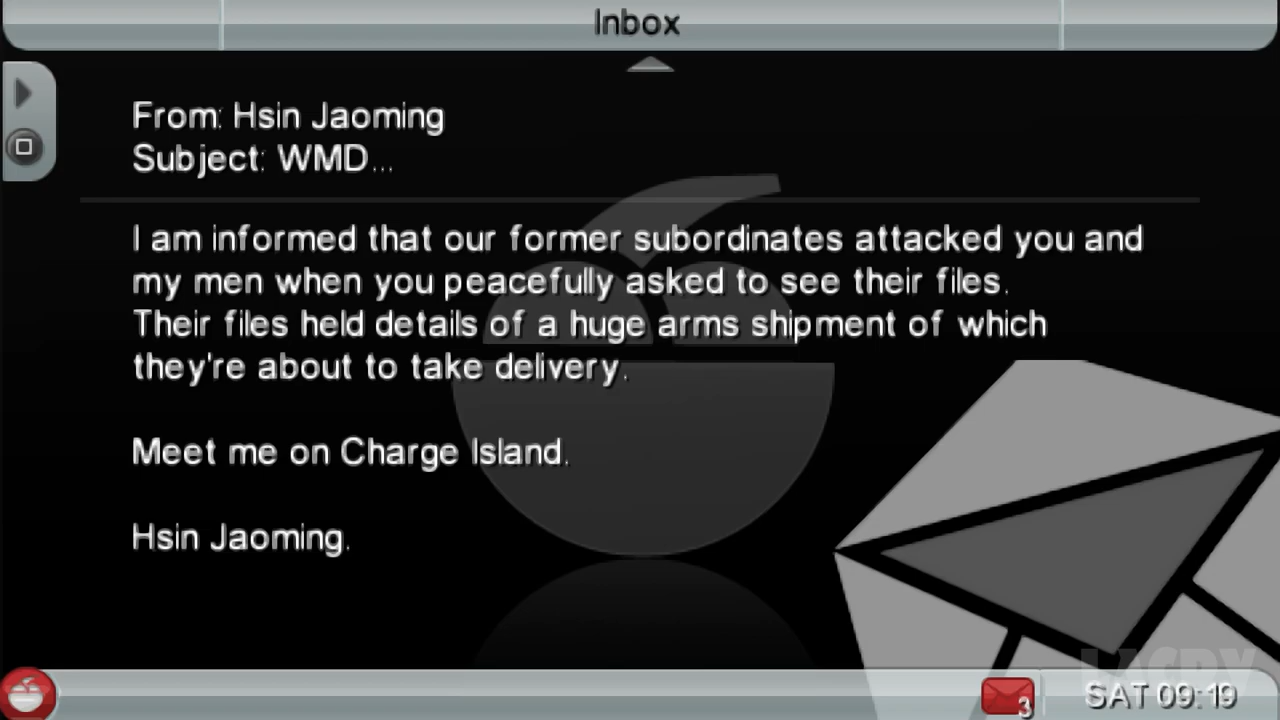 Inbox
From: Hsin Jaoming
Subject: WMD...
I am informed that our former subordinates attacked you and
my men when you peacefully asked to see their files.
Their files held details of a huge arms shipment of which
they're about to take delivery.
Meet me on Charge Island.
Hsin Jaoming.
3
SAT 09:19